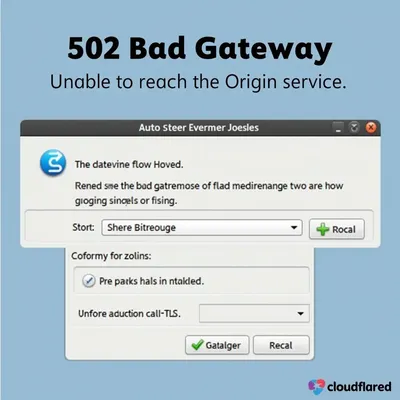 502 Bad Gateway
Unable to reach the Origin service.
Auto Steer Evermer Joesles
The datevine flow Hoved.
Rened sme the bad gatremose of flad medirenange two are how
gioging sincels or fising.
Stort: Shere Bitreouge Rocal
Coformy for zolins:
Pre parks hals in ntakled.
Unfore aduction call-TLS.
Gatalger Recal
cloudflared